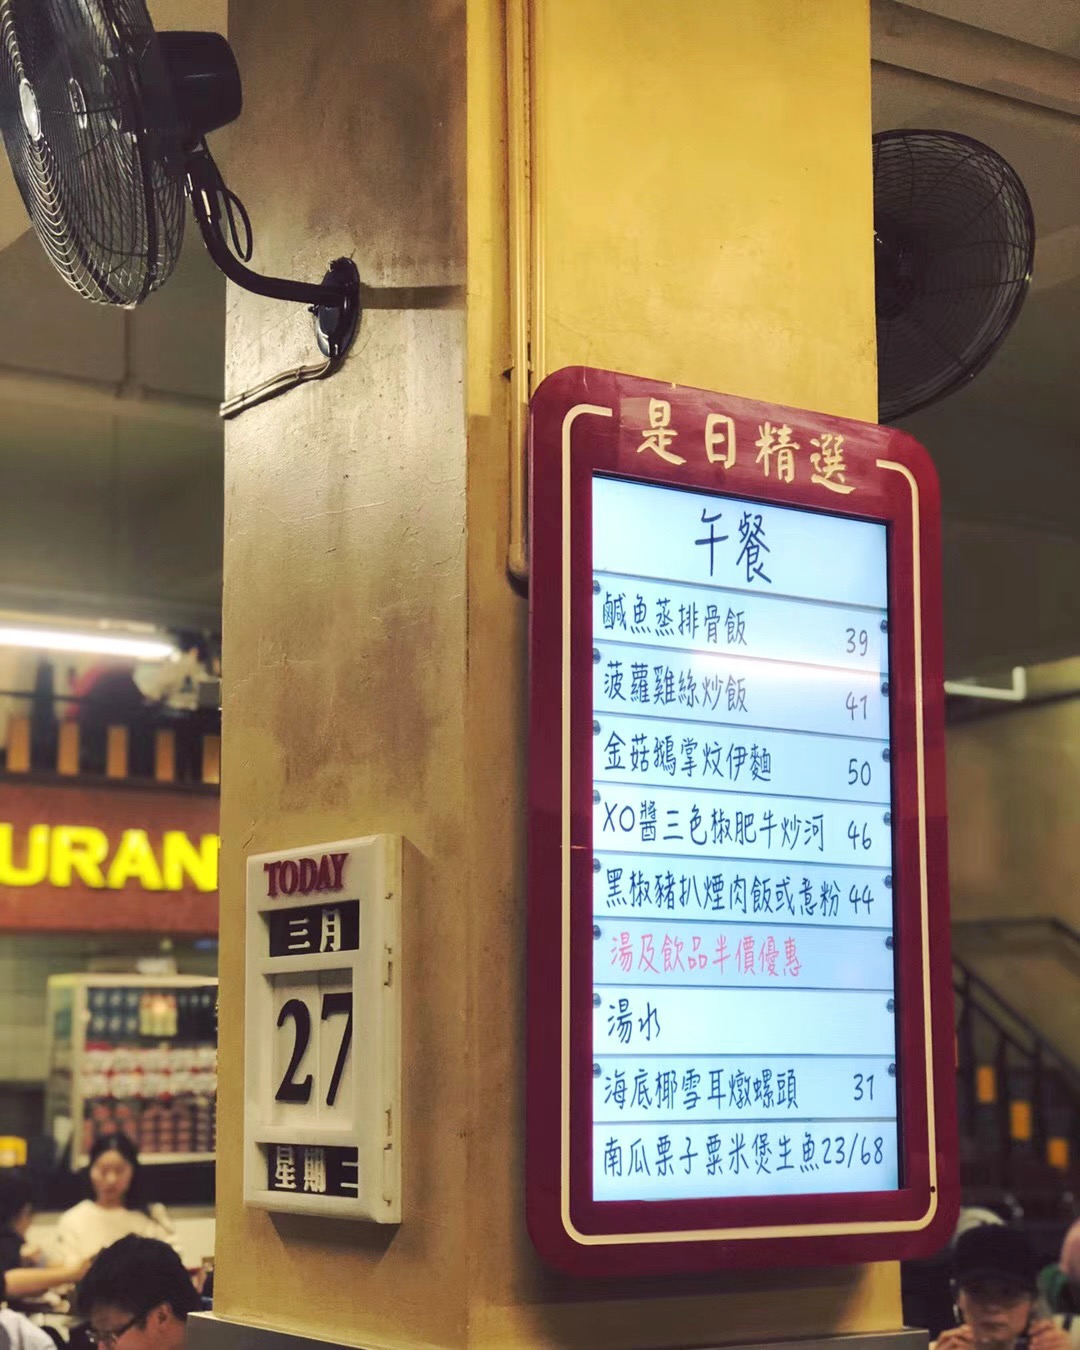 是日精選
午餐
鹹魚蒸排骨飯 39
菠蘿雞絲炒飯 41
金菇鵝掌炆伊麵 50
XO醬三色椒肥牛炒河 46
黑椒豬扒煙肉飯或意粉 44
湯及飲品半價優惠
湯水
海底椰雪耳燉螺頭 31
南瓜栗子粟米煲生魚23/68
URAN
TODAY
三月
27
星期二